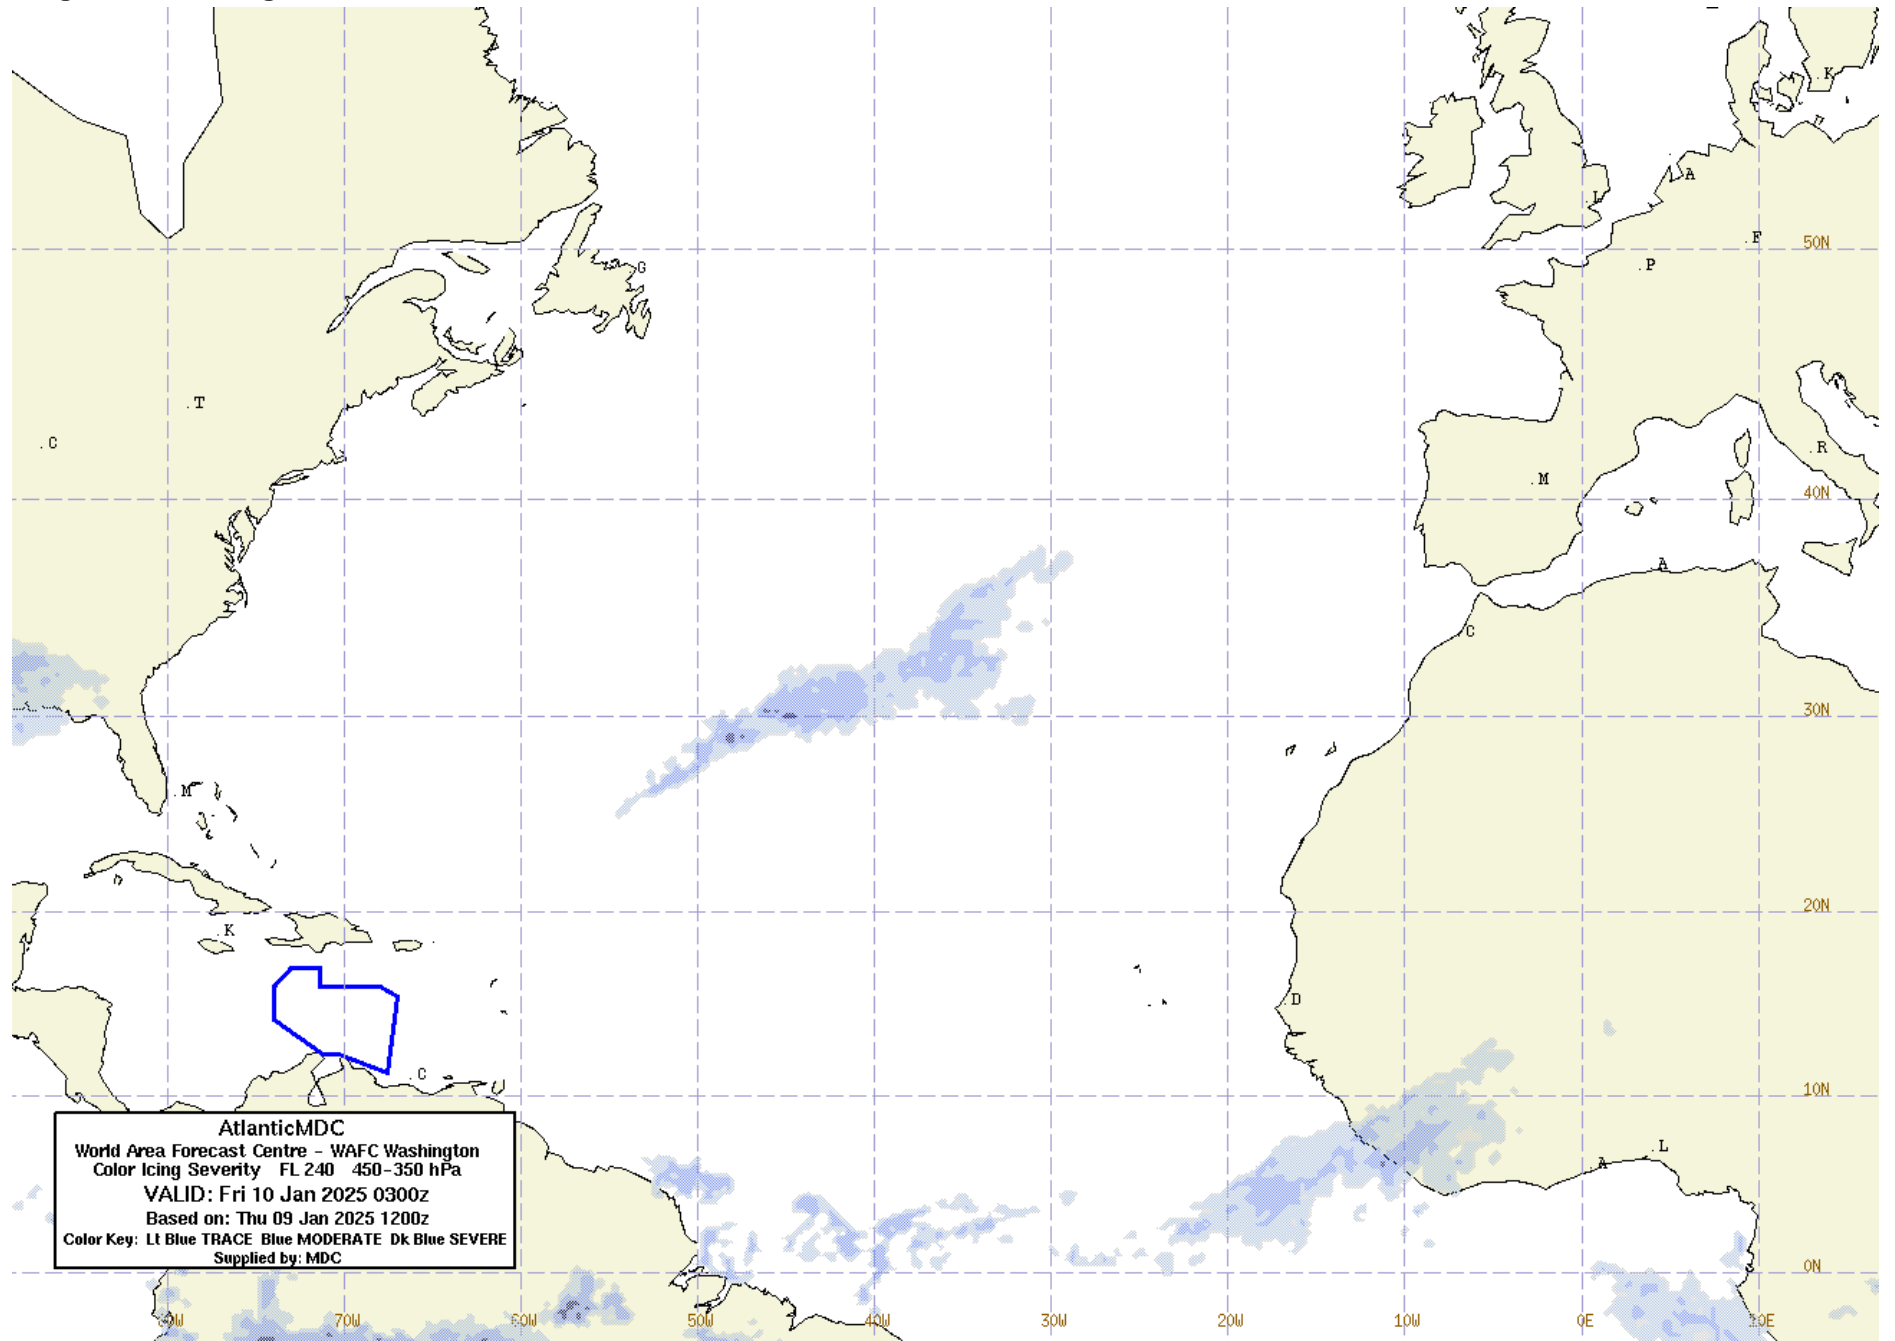 K
A
L
50N
F
G
P
T
C
R
40N
M
A
C
30N
M
20N
K
D
C
10N
L
A
AtlanticMDC
World Area Forecast Centre - WAFC Washington
Color Icing Severity FL 240 450-350 hPa
VALID: Fri 10 Jan 2025 0300z
Based on: Thu 09 Jan 2025 1200z
Color Key: Lt Blue TRACE Blue MODERATE Dk Blue SEVERE
Supplied by: MDC
0N
80W 70W 60W 50W 40W 30W 20W 10W 0E 10E